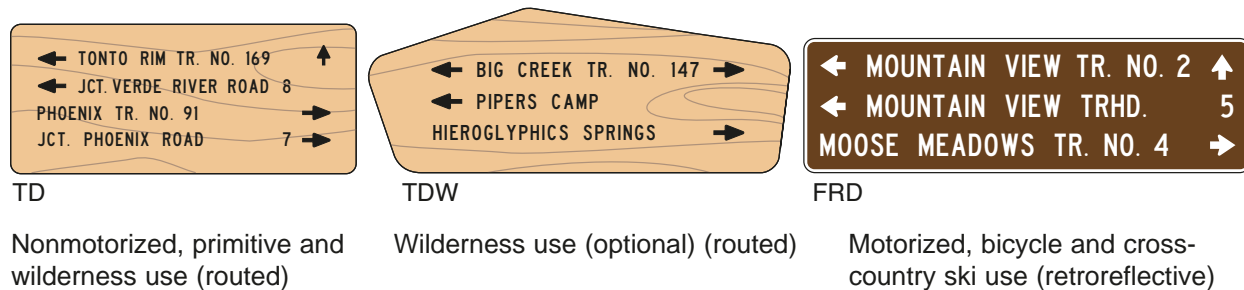 ← TONTO RIM TR. NO. 169 ↑
← JCT. VERDE RIVER ROAD 8
PHOENIX TR. NO. 91 →
JCT. PHOENIX ROAD 7 →
TD
Nonmotorized, primitive and
wilderness use (routed)
← BIG CREEK TR. NO. 147 →
← PIPERS CAMP
HIEROGLYPHICS SPRINGS →
TDW
Wilderness use (optional) (routed)
← MOUNTAIN VIEW TR. NO. 2 ↑
← MOUNTAIN VIEW TRHD. 5
MOOSE MEADOWS TR. NO. 4 →
FRD
Motorized, bicycle and cross-
country ski use (retroreflective)